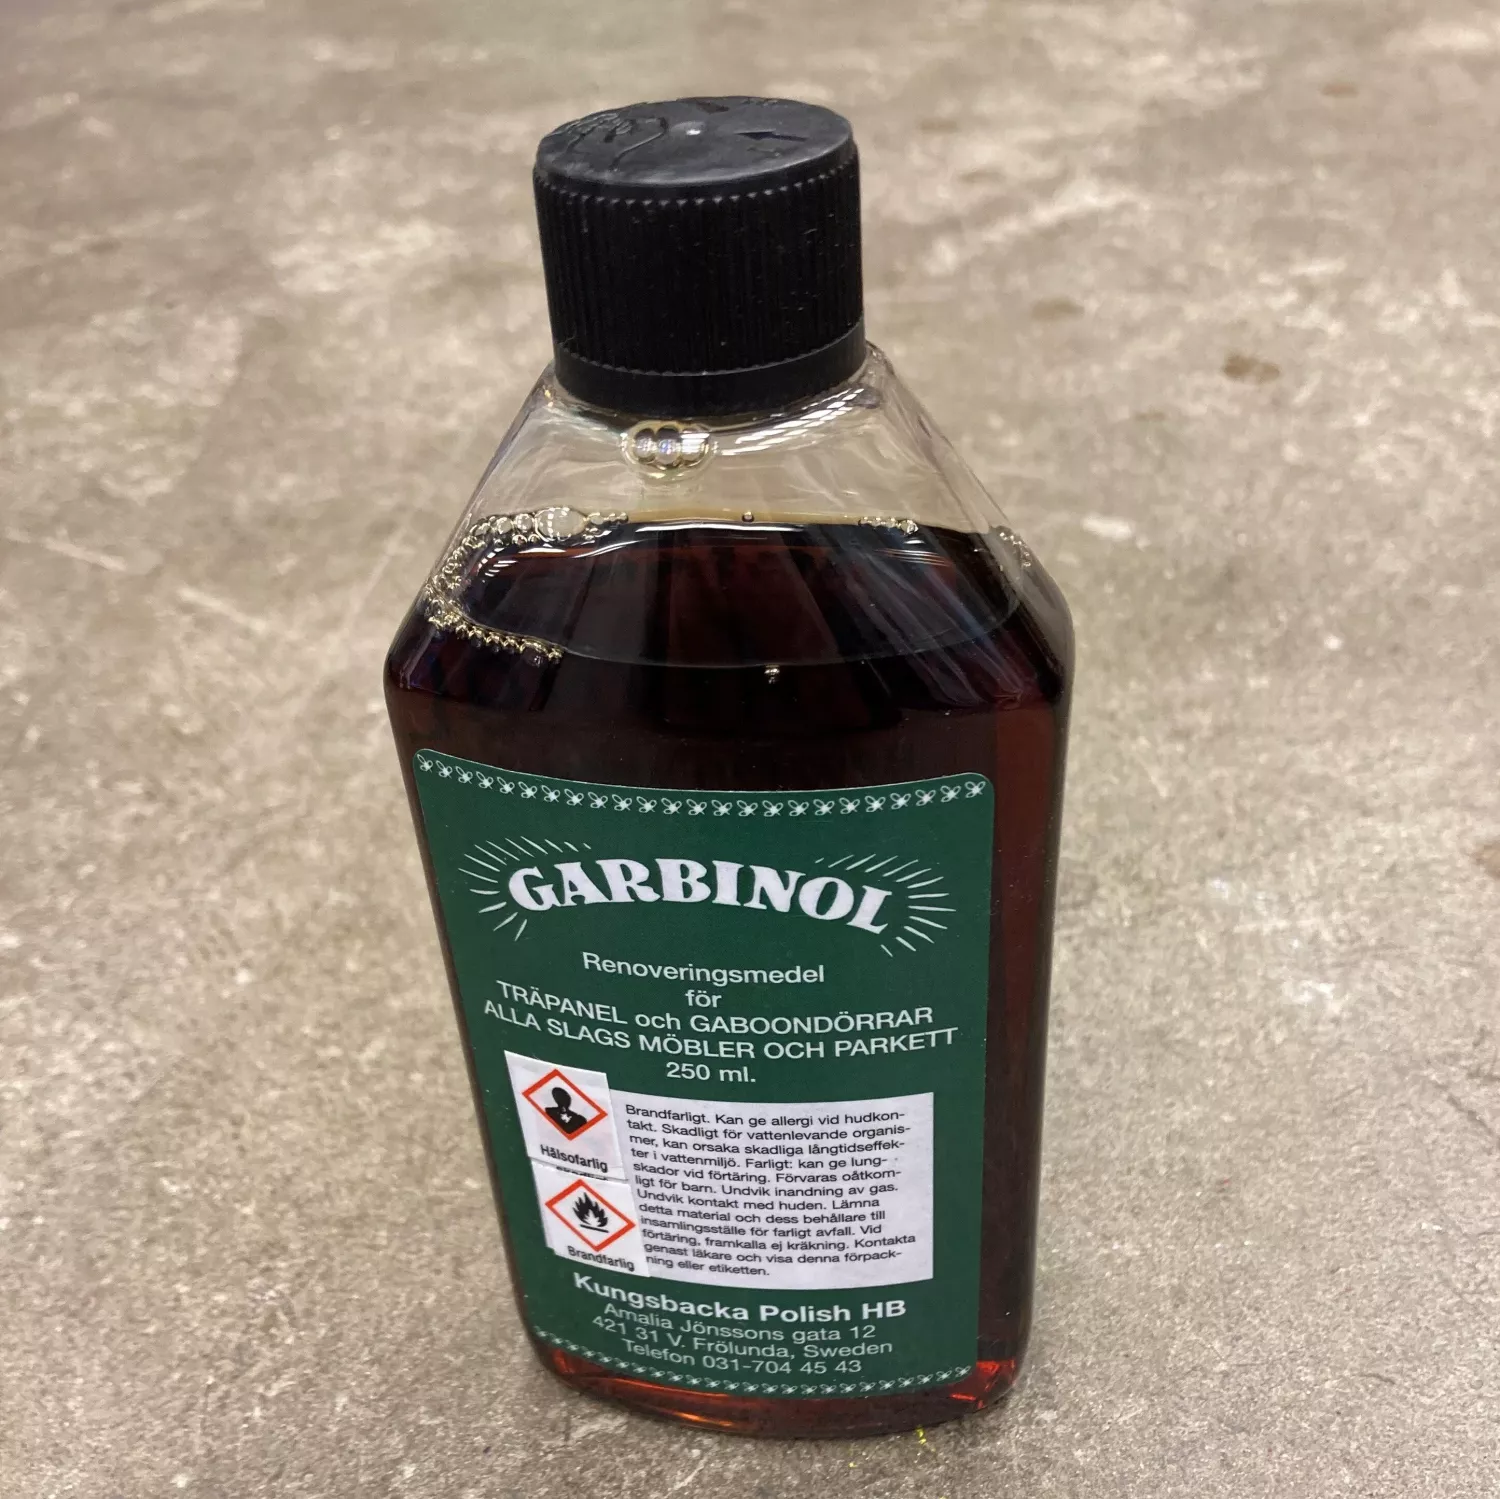 GARBINOL
Renoveringsmedel
för
TRÄPANEL och GABOONDÖRRAR
ALLA SLAGS MÖBLER OCH PARKETT
250 ml.
Hälsofarlig
Brandfarlig
Brandfarligt. Kan ge allergi vid hudkon-
takt. Skadligt för vattenlevande organis-
mer, kan orsaka skadliga långtidseffek-
ter i vattenmiljö. Farligt: kan ge lung-
skador vid förtäring. Förvaras oåtkom-
ligt för barn. Undvik inandning av gas.
Undvik kontakt med huden. Lämna
detta material och dess behållare till
insamlingsställe för farligt avfall. Vid
förtäring, framkalla ej kräkning. Kontakta
genast läkare och visa denna förpack-
ning eller etiketten.
Kungsbacka Polish HB
Amalia Jönssons gata 12
421 31 V. Frölunda, Sweden
Telefon 031-704 45 43